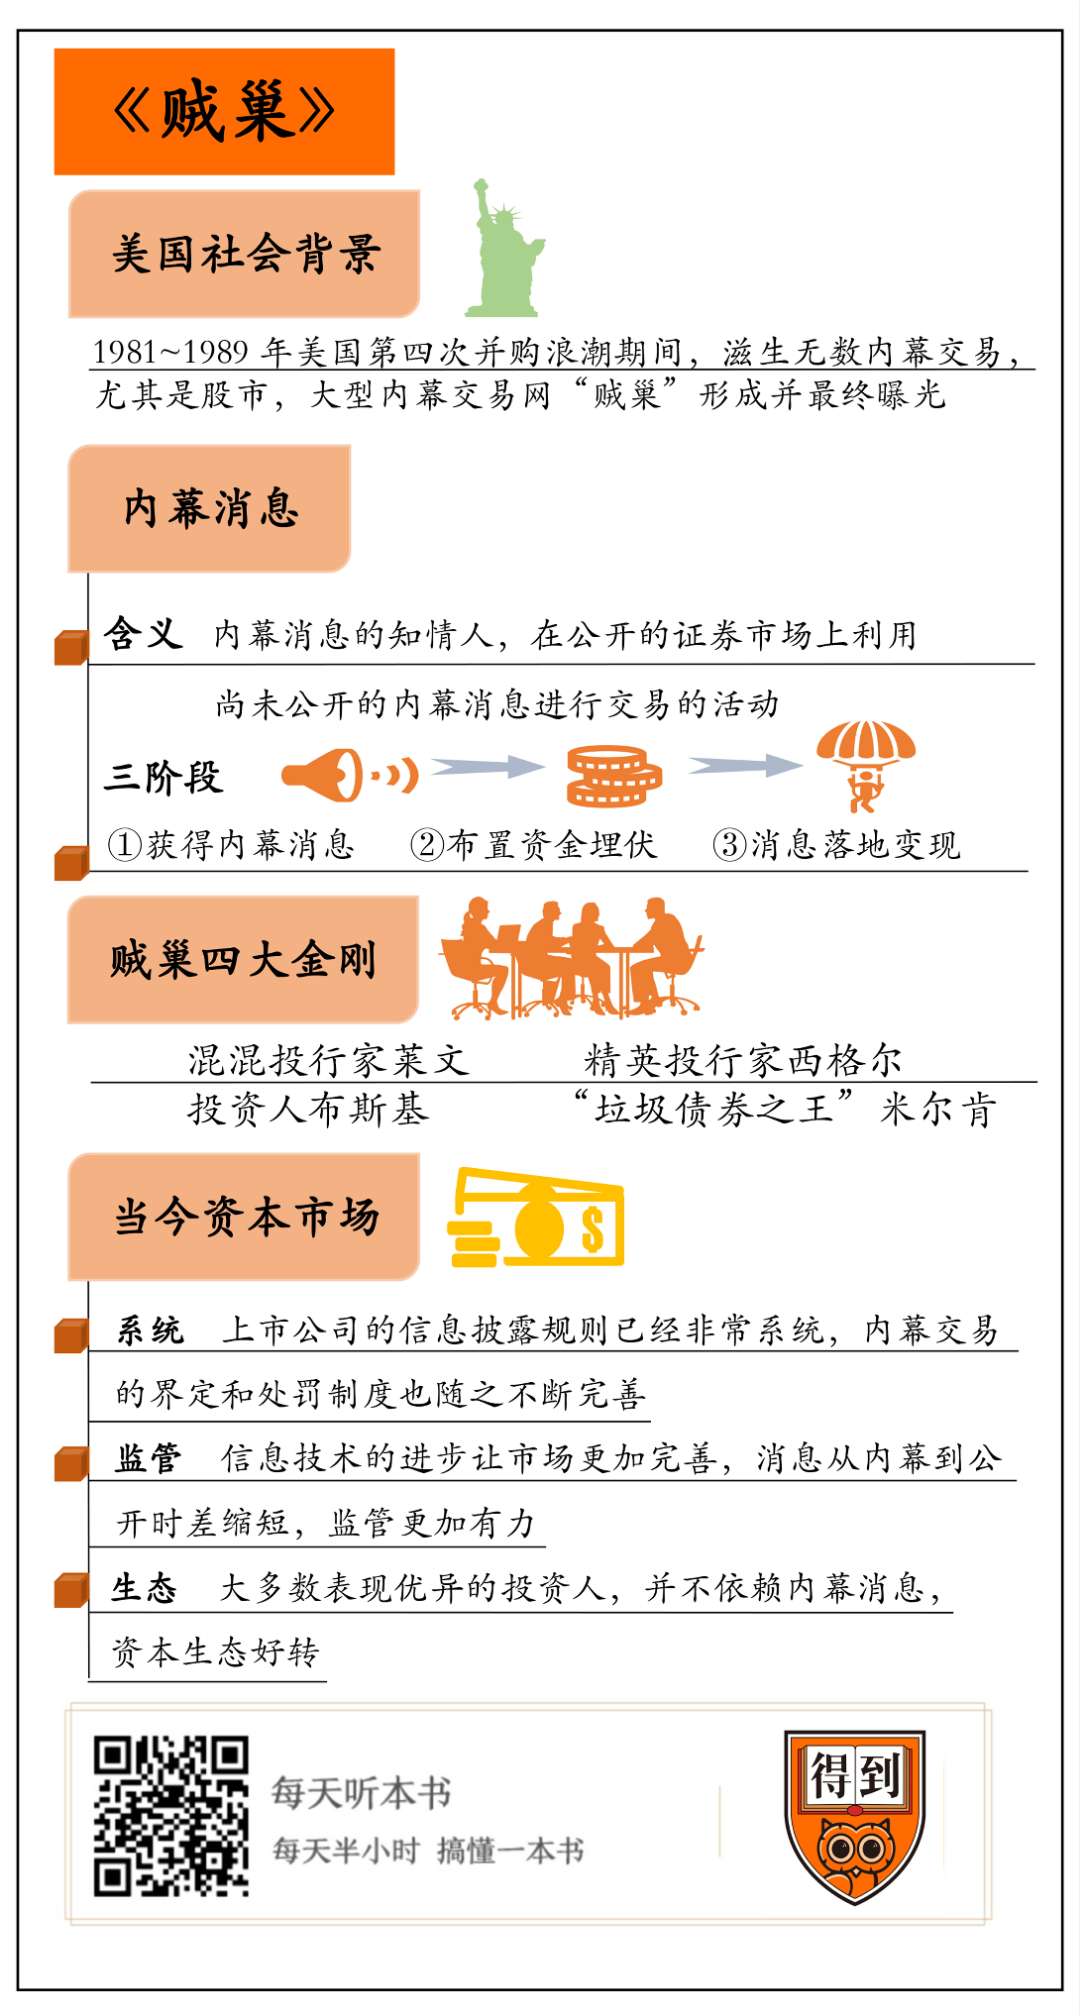 《贼巢》
美国社会背景
1981~1989 年美国第四次并购浪潮期间，滋生无数内幕交易，
尤其是股市，大型内幕交易网“贼巢”形成并最终曝光
内幕消息
含义 内幕消息的知情人，在公开的证券市场上利用
尚未公开的内幕消息进行交易的活动
三阶段
①获得内幕消息 ②布置资金埋伏 ③消息落地变现
贼巢四大金刚
混混投行家莱文 精英投行家西格尔
投资人布斯基 “垃圾债券之王”米尔肯
当今资本市场
$
系统 上市公司的信息披露规则已经非常系统，内幕交易
的界定和处罚制度也随之不断完善
监管 信息技术的进步让市场更加完善，消息从内幕到公
开时差缩短，监管更加有力
生态 大多数表现优异的投资人，并不依赖内幕消息，
资本生态好转
每天听本书
每天半小时 搞懂一本书
得到